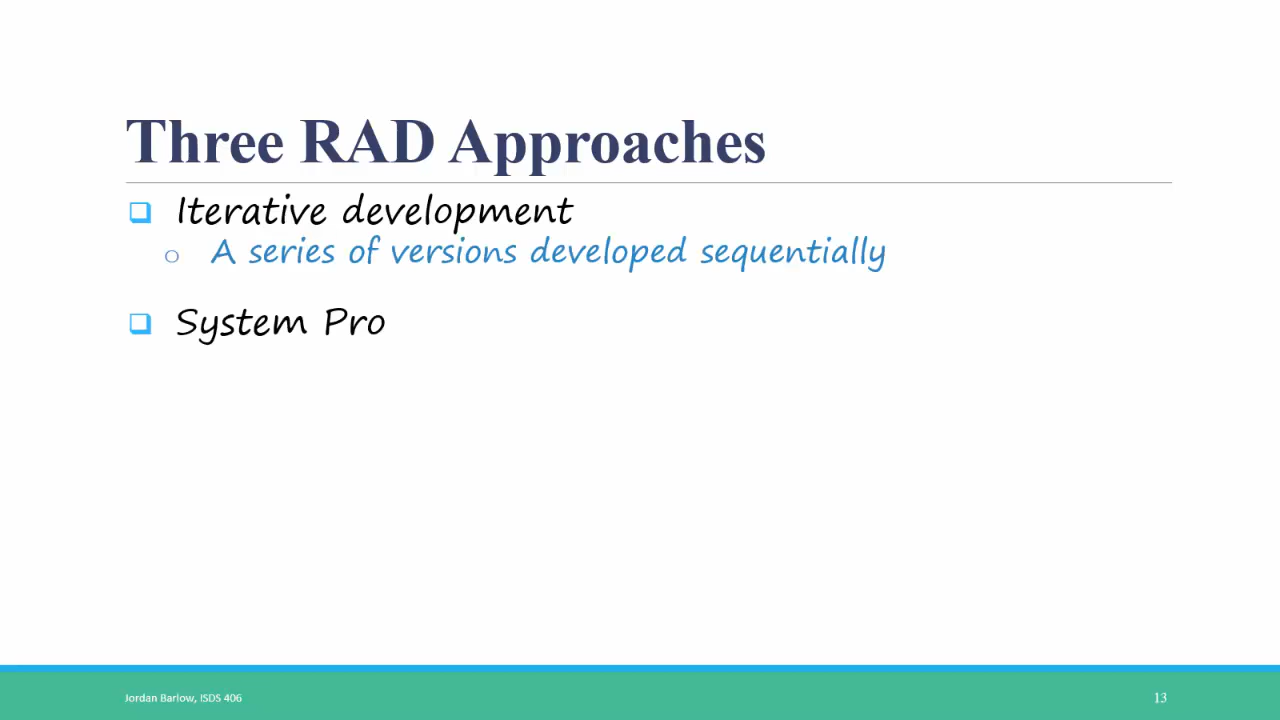 Three RAD Approaches
Iterative development
A series of versions developed sequentially
System Pro
Jordan Barlow, ISDS 406
13